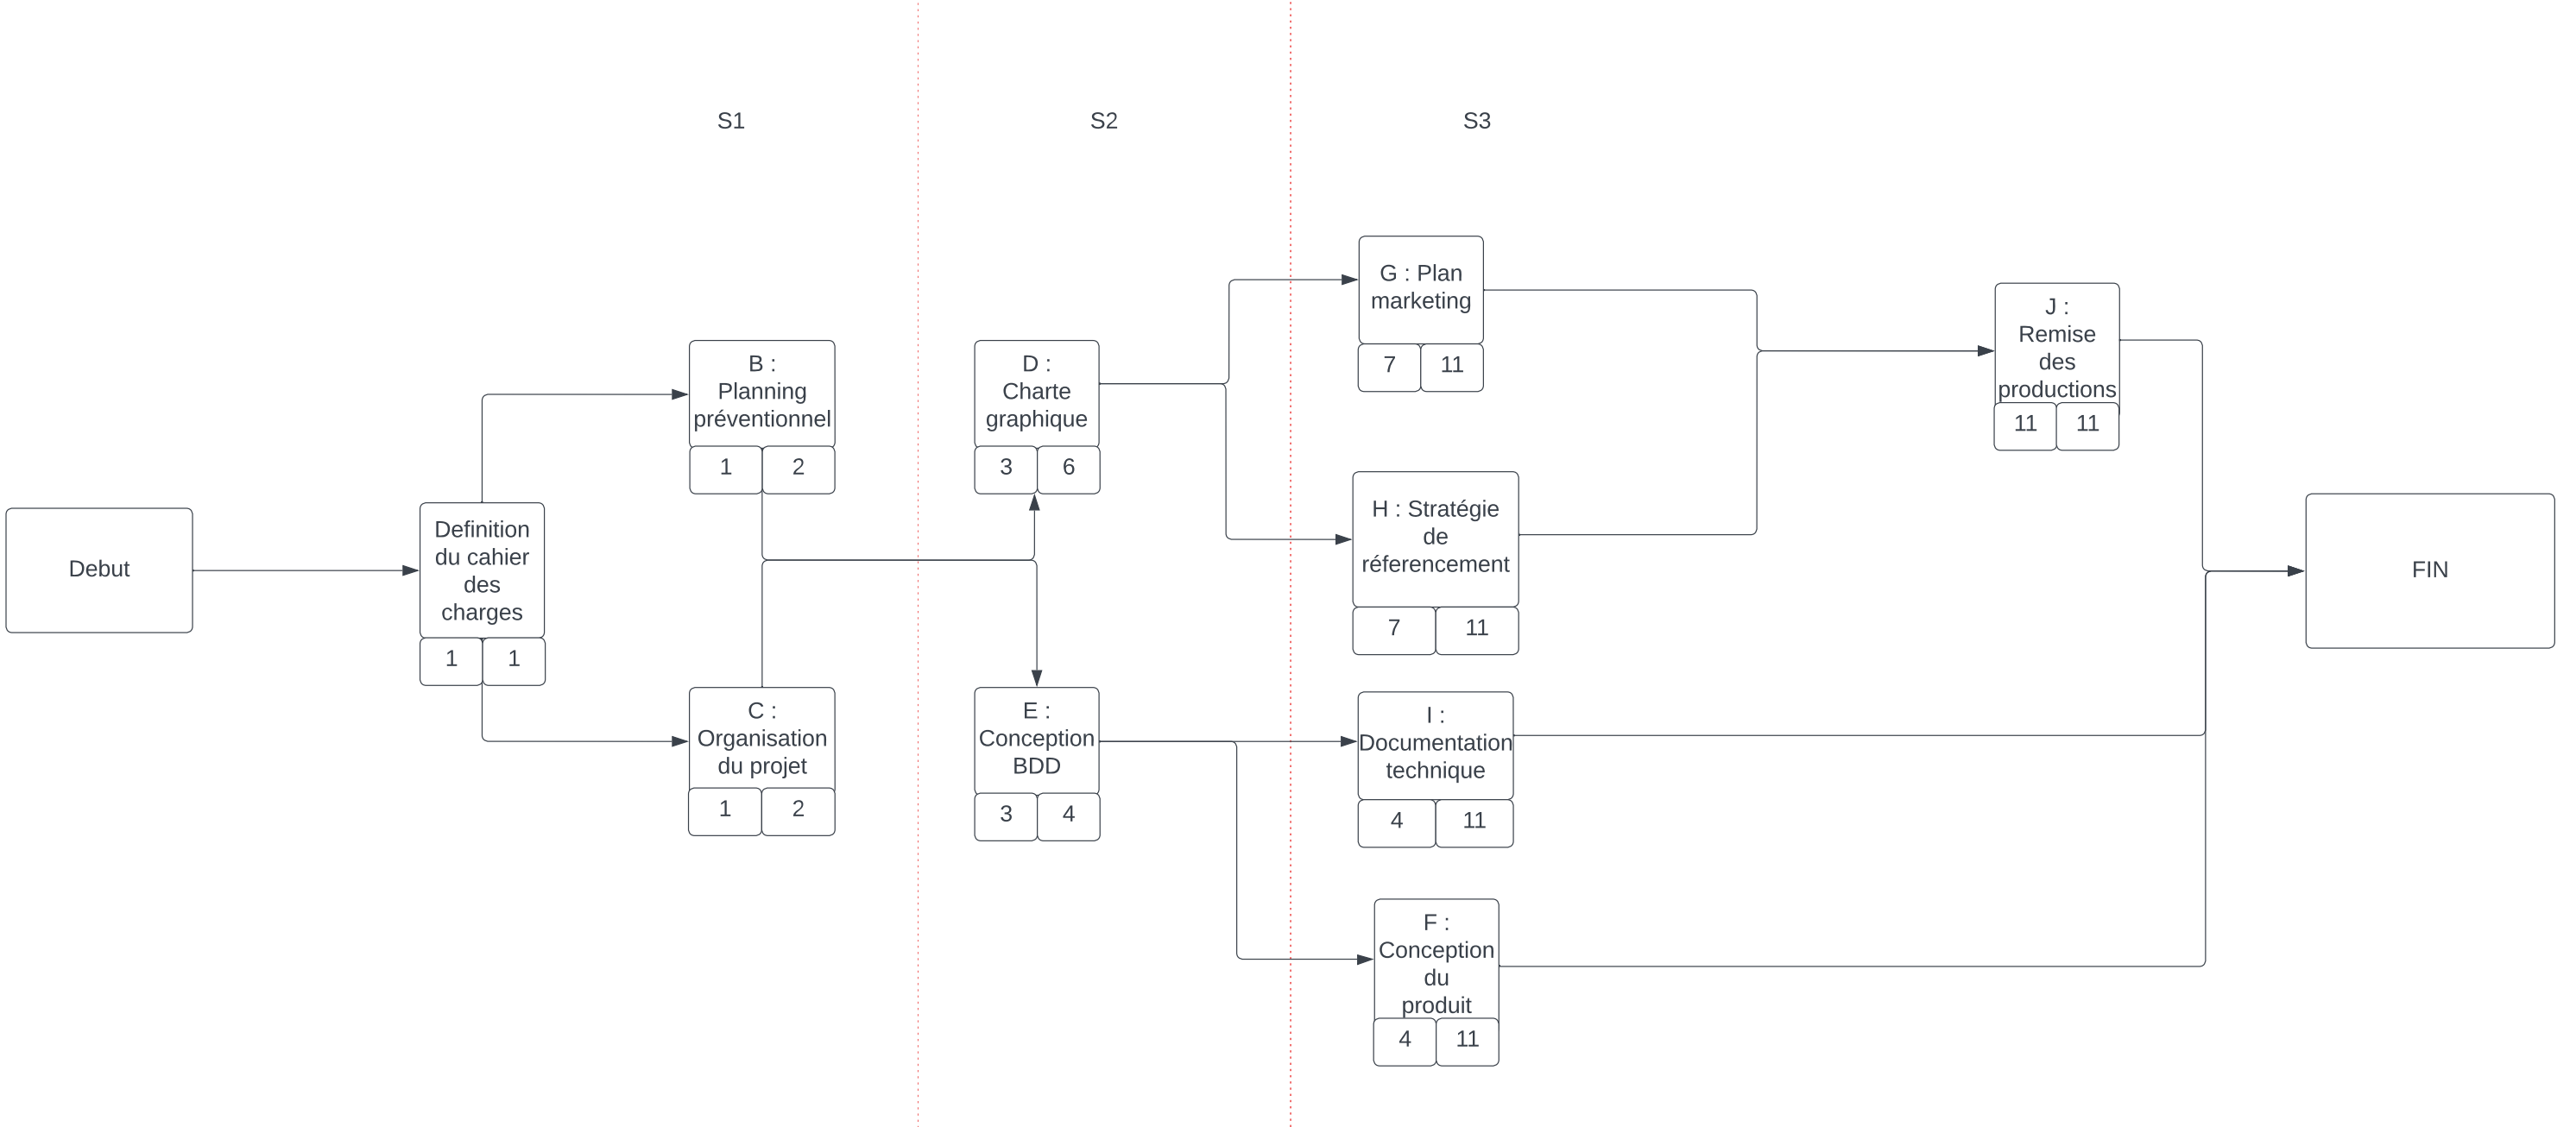 S1
S2
S3
Debut
Definition
du cahier
des
charges
1
1
B :
Planning
préventionnel
1
2
C :
Organisation
du projet
1
2
D :
Charte
graphique
3
6
E :
Conception
BDD
3
4
G : Plan
marketing
7
11
H : Stratégie
de
réferencement
7
11
I :
Documentation
technique
4
11
F :
Conception
du
produit
4
11
J :
Remise
des
productions
11
11
FIN